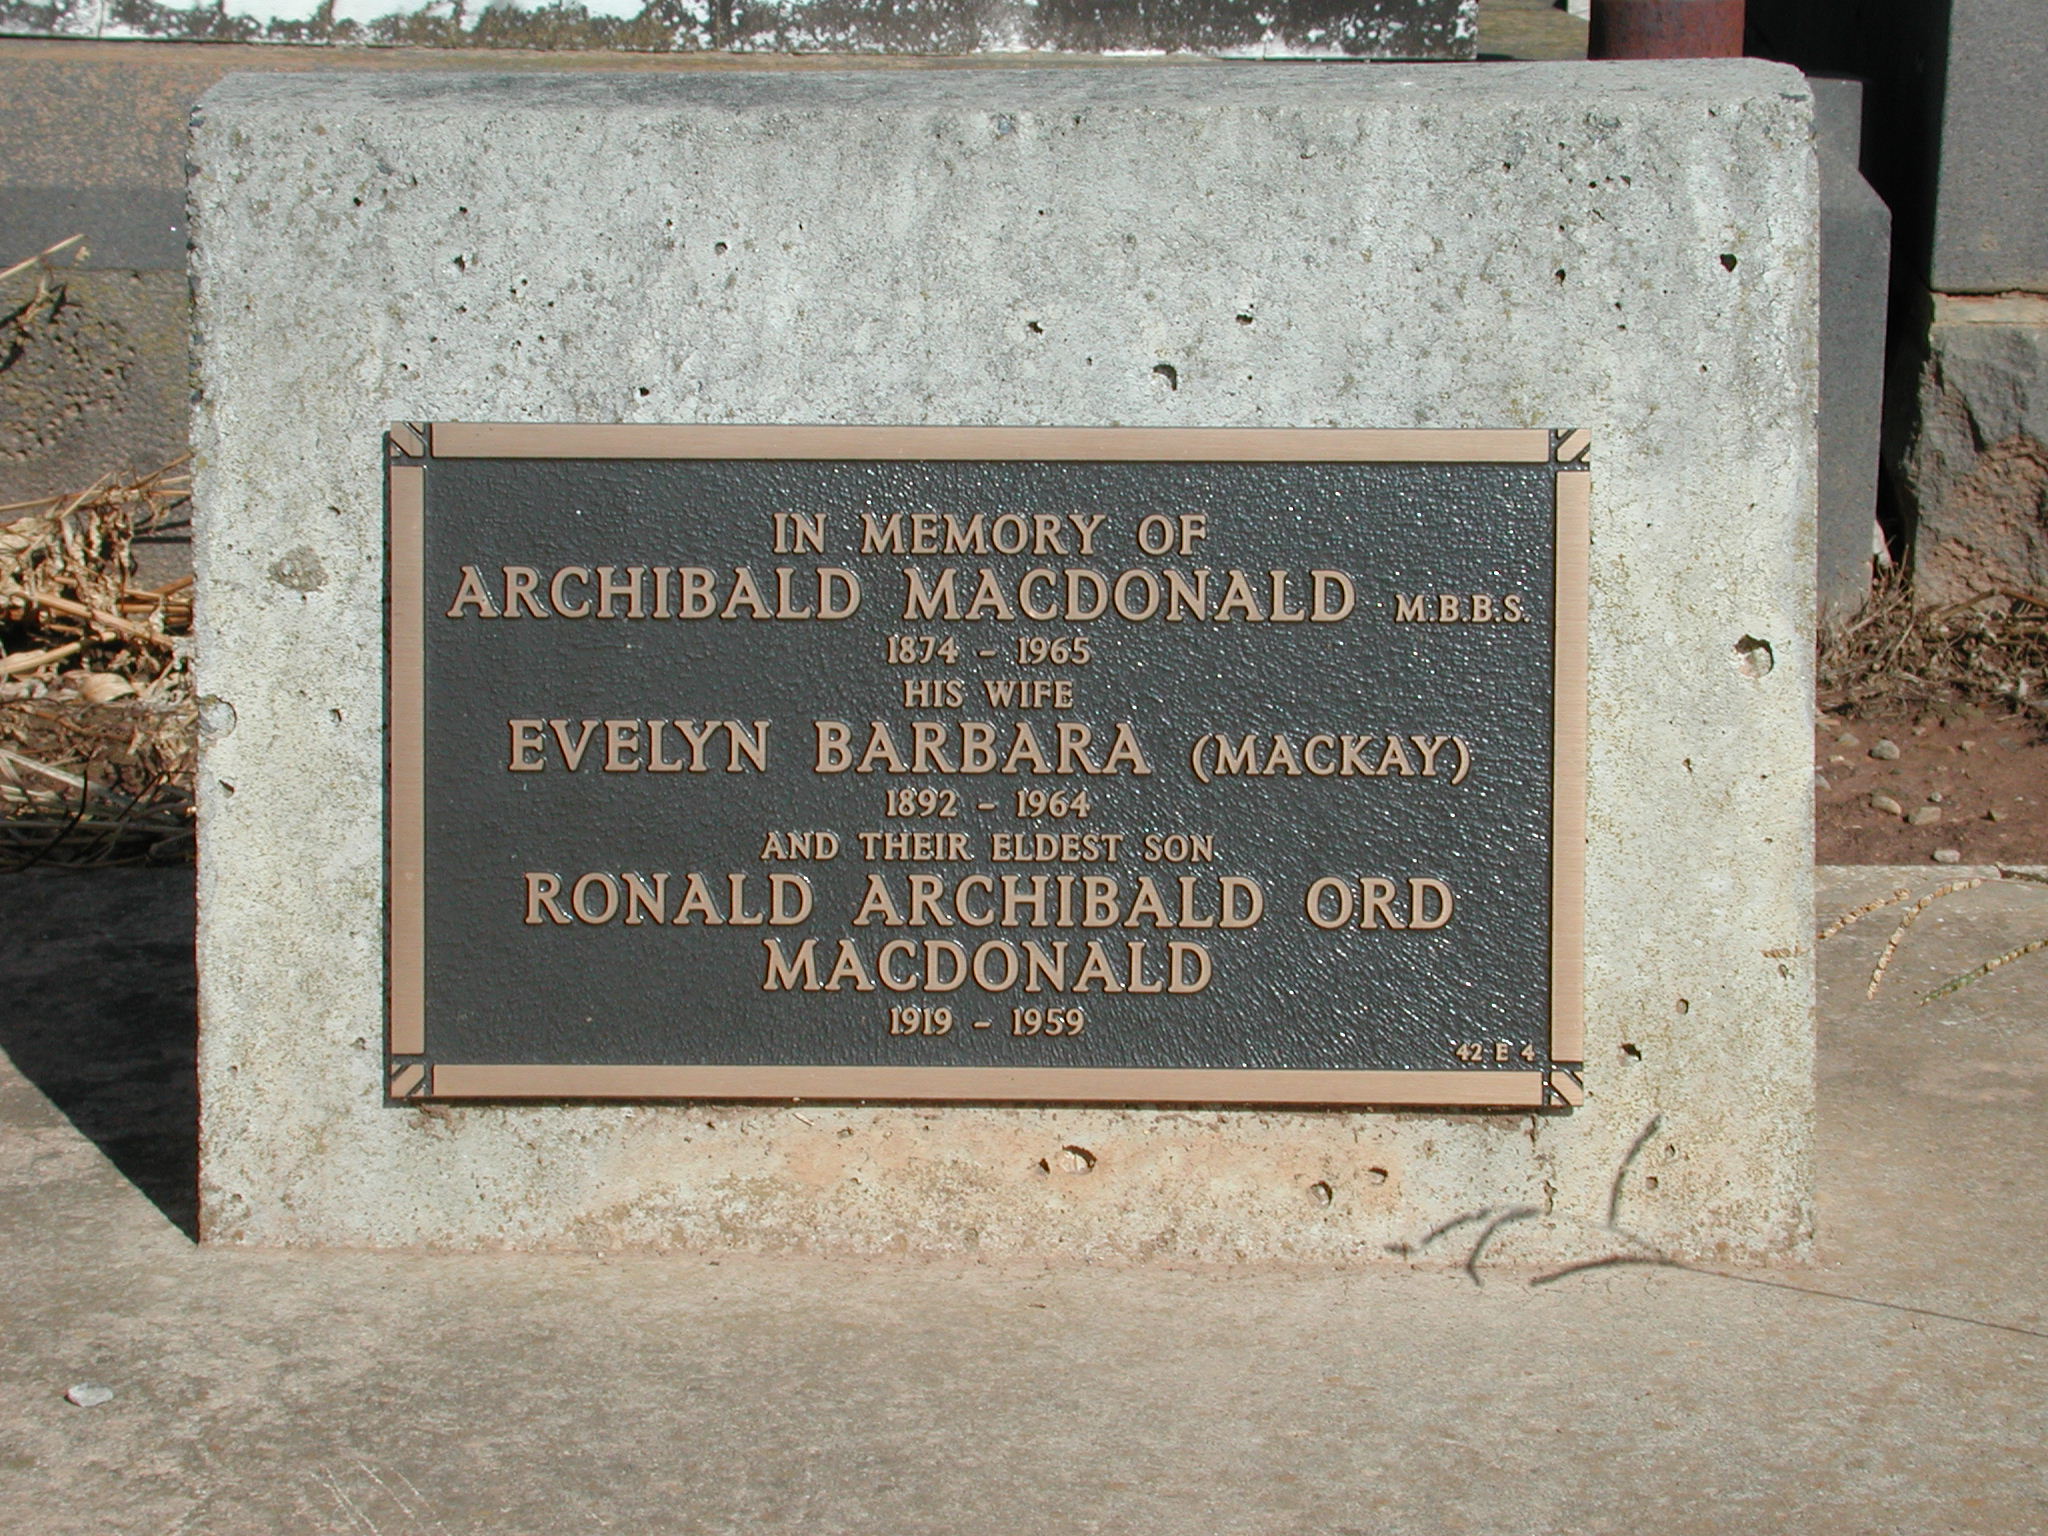 IN MEMORY OF
ARCHIBALD MACDONALD M.B.B.S.
1874 - 1965
HIS WIFE
EVELYN BARBARA (MACKAY)
1892 - 1964
AND THEIR ELDEST SON
RONALD ARCHIBALD ORD
MACDONALD
1919 - 1959
42 E 4